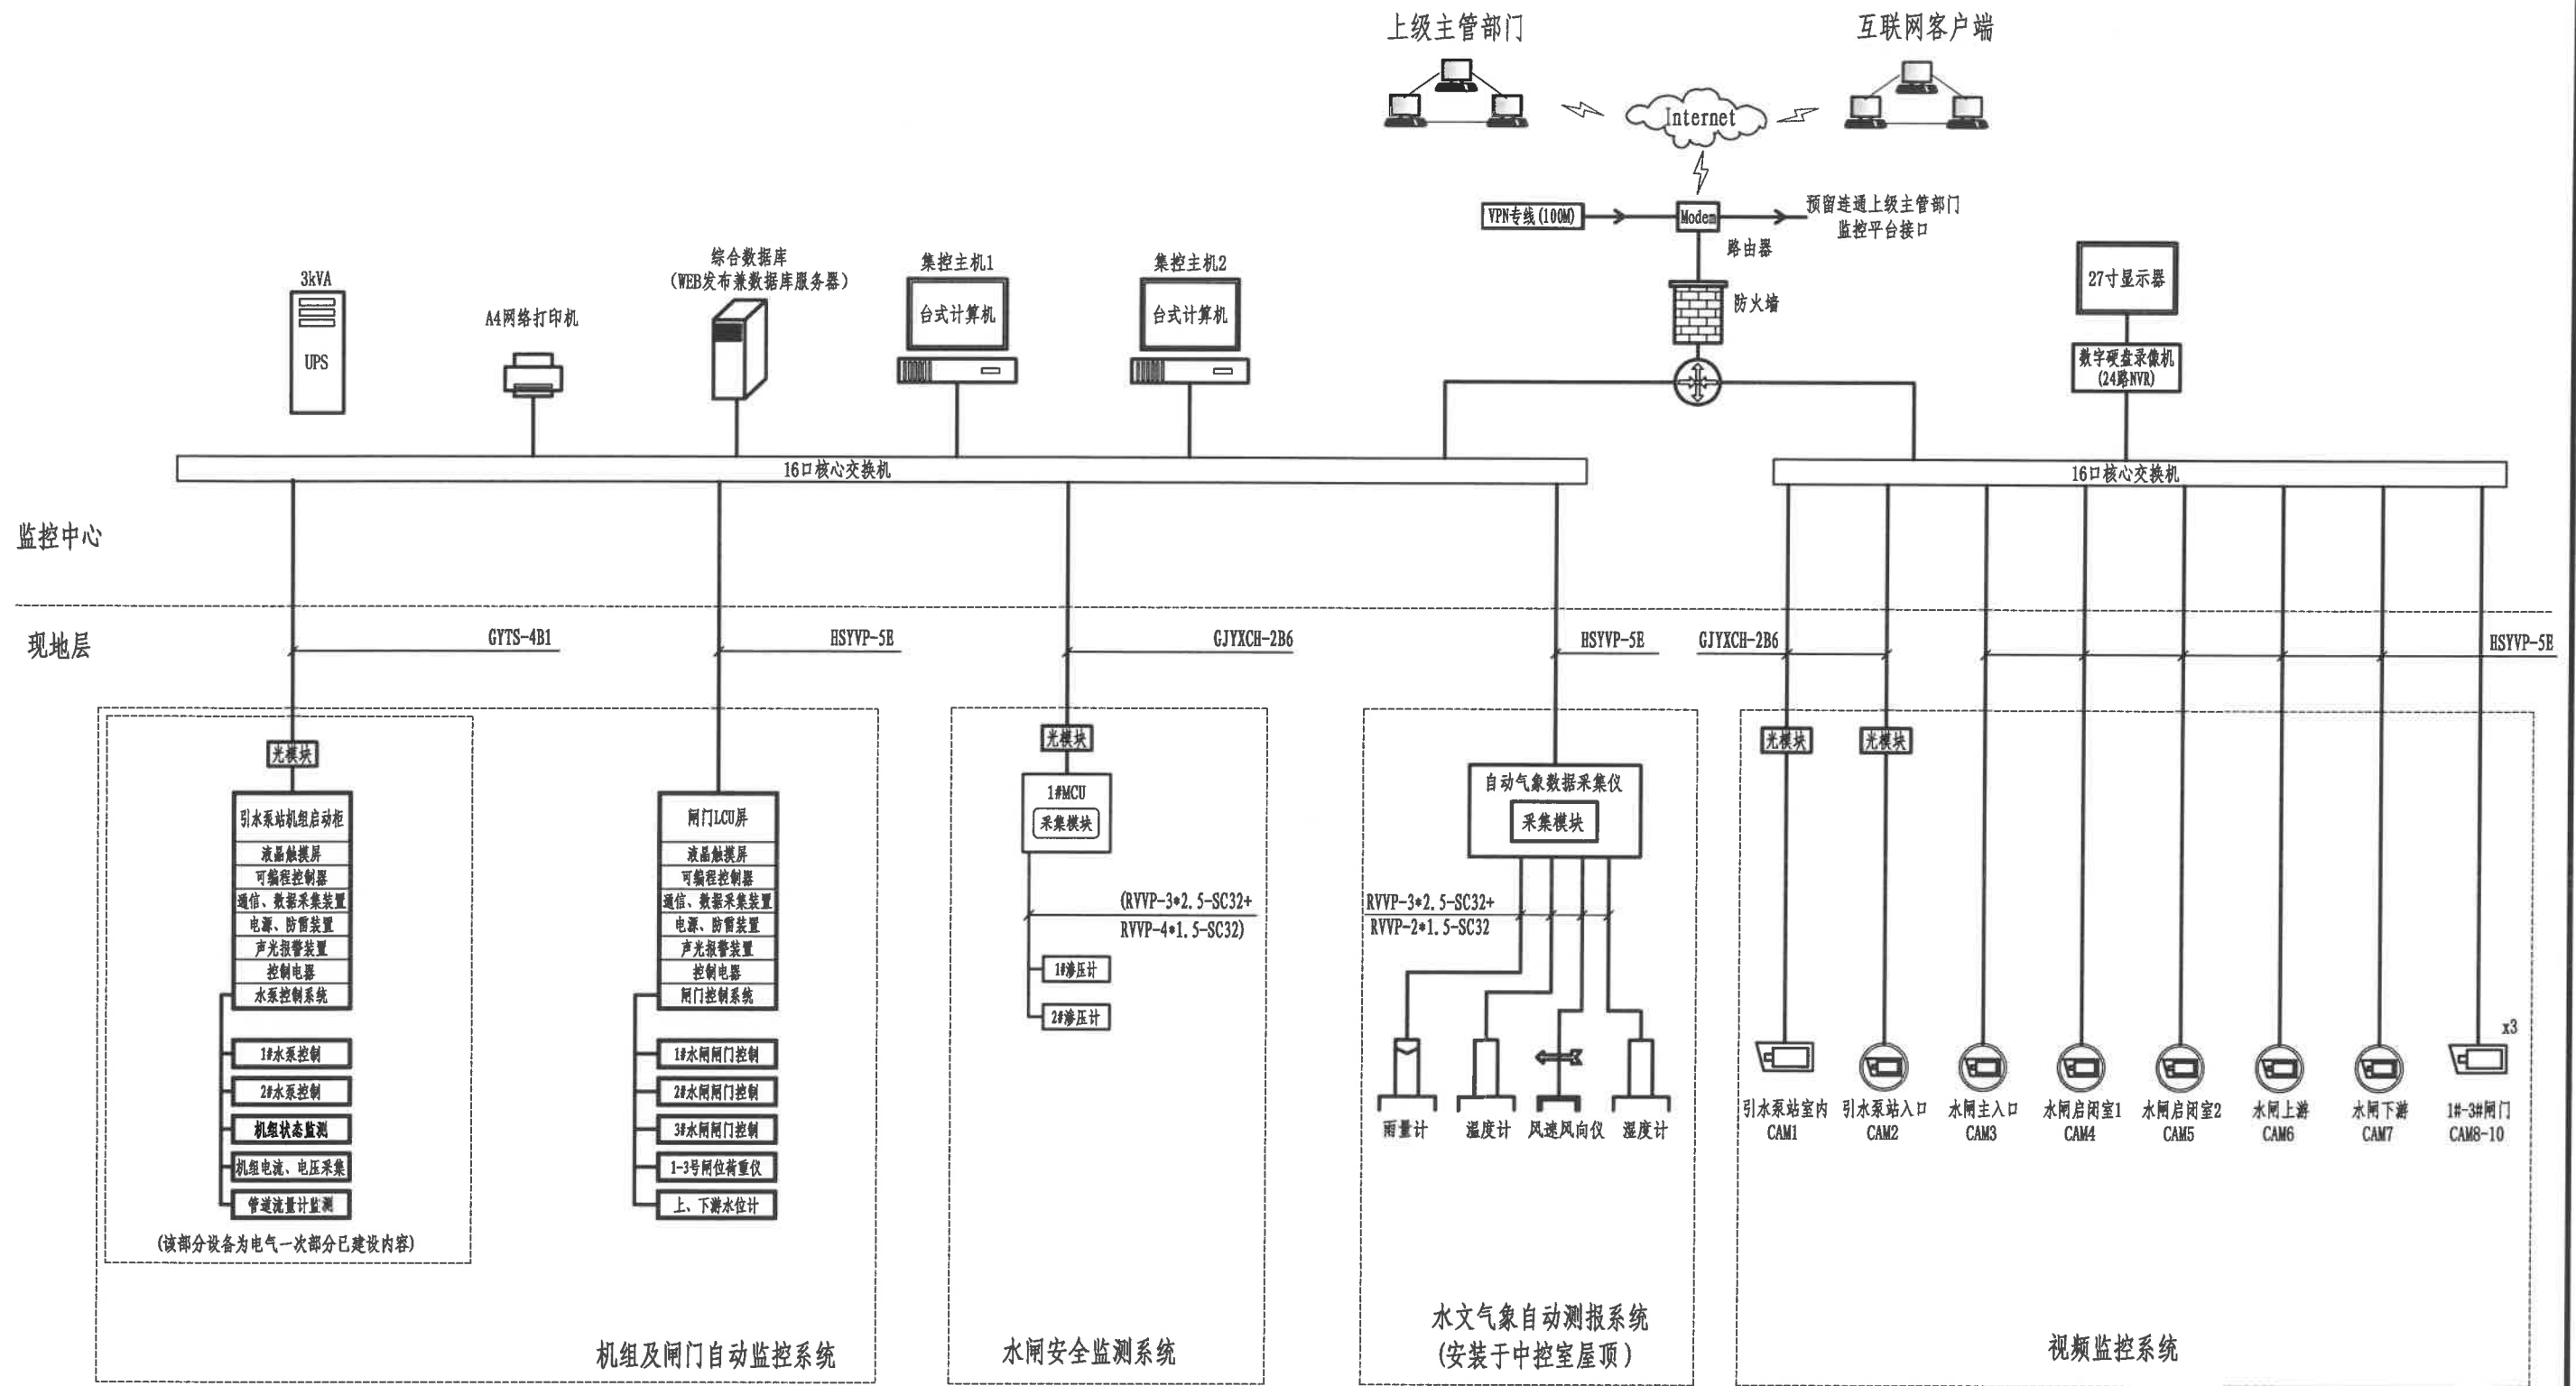 上级主管部门
互联网客户端
Internet
VPN专线(100M)
Modem
预留连通上级主管部门
监控平台接口
路由器
防火墙
3kVA
UPS
A4网络打印机
综合数据库
(WEB发布兼数据库服务器)
集控主机1
台式计算机
集控主机2
台式计算机
27寸显示器
数字硬盘录像机
(24路NVR)
16口核心交换机
16口核心交换机
监控中心
现地层
GYTS-4B1
HSYVP-5E
GJYXCH-2B6
HSYVP-5E
GJYXCH-2B6
HSYVP-5E
光模块
引水泵站机组启动柜
液晶触摸屏
可编程控制器
通信、数据采集装置
电源、防雷装置
声光报警装置
控制电器
水泵控制系统
1#水泵控制
2#水泵控制
机组状态监测
机组电流、电压采集
管道流量计监测
(该部分设备为电气一次部分已建设内容)
闸门LCU屏
液晶触摸屏
可编程控制器
通信、数据采集装置
电源、防雷装置
声光报警装置
控制电器
闸门控制系统
1#水闸闸门控制
2#水闸闸门控制
3#水闸闸门控制
1-3号闸位荷重仪
上、下游水位计
机组及闸门自动监控系统
光模块
1#MCU
采集模块
(RVVP-3*2.5-SC32+
RVVP-4*1.5-SC32)
1#渗压计
2#渗压计
水闸安全监测系统
自动气象数据采集仪
采集模块
RVVP-3*2.5-SC32+
RVVP-2*1.5-SC32
雨量计
温度计
风速风向仪
湿度计
水文气象自动测报系统
(安装于中控室屋顶)
光模块
光模块
x3
引水泵站室内
CAM1
引水泵站入口
CAM2
水闸主入口
CAM3
水闸启闭室1
CAM4
水闸启闭室2
CAM5
水闸上游
CAM6
水闸下游
CAM7
1#-3#闸门
CAM8-10
视频监控系统